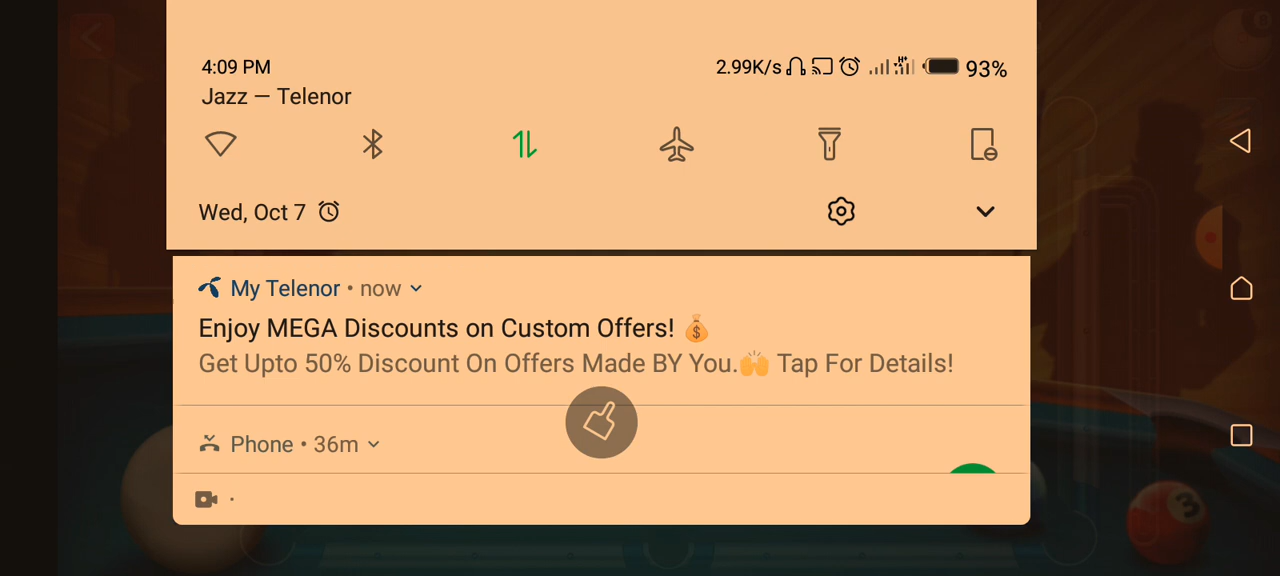 4:09 PM
2.99K/s H+ 93%
Jazz — Telenor
Wed, Oct 7
My Telenor • now
Enjoy MEGA Discounts on Custom Offers! 💰
Get Upto 50% Discount On Offers Made BY You.🙌 Tap For Details!
Phone • 36m
3